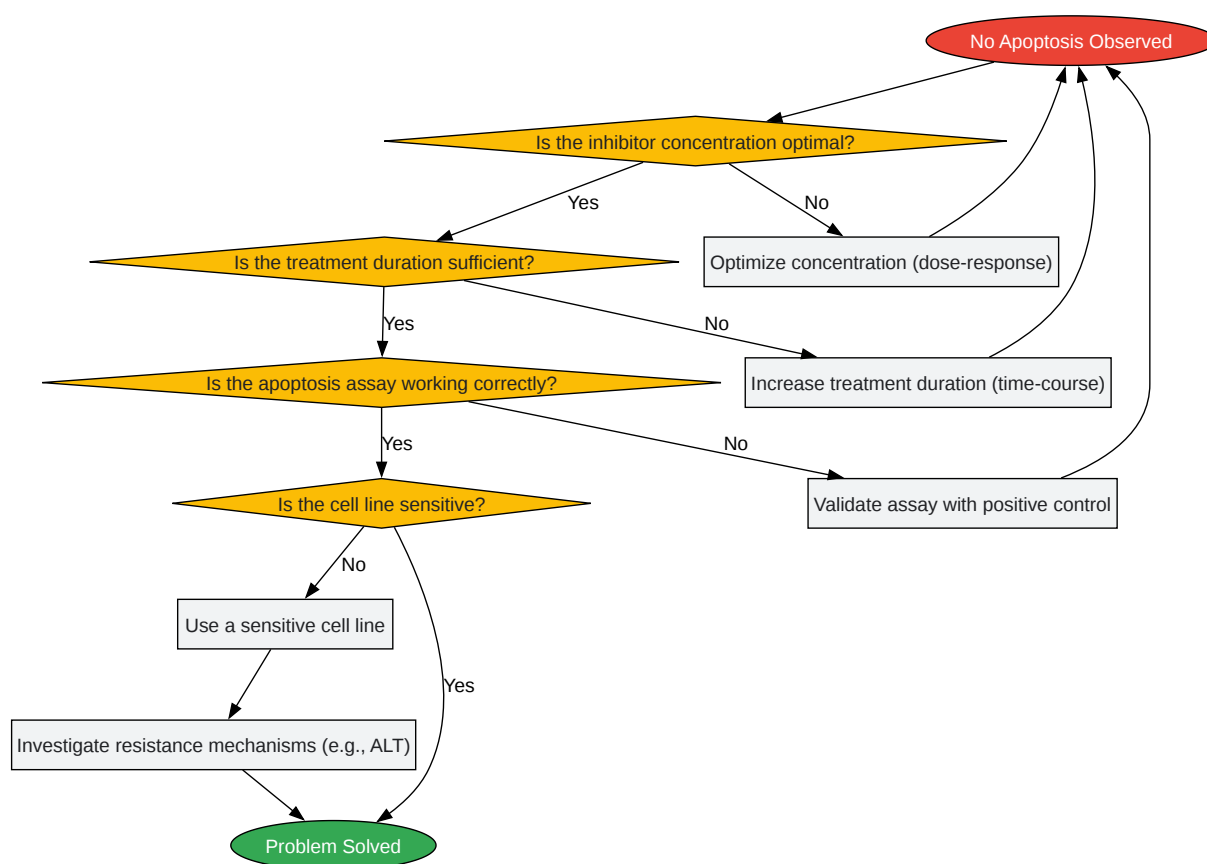 No Apoptosis Observed
Is the inhibitor concentration optimal?
Yes
No
Is the treatment duration sufficient?
Optimize concentration (dose-response)
Yes
No
Is the apoptosis assay working correctly?
Increase treatment duration (time-course)
Yes
No
Is the cell line sensitive?
Validate assay with positive control
No
Use a sensitive cell line
Yes
Investigate resistance mechanisms (e.g., ALT)
Problem Solved